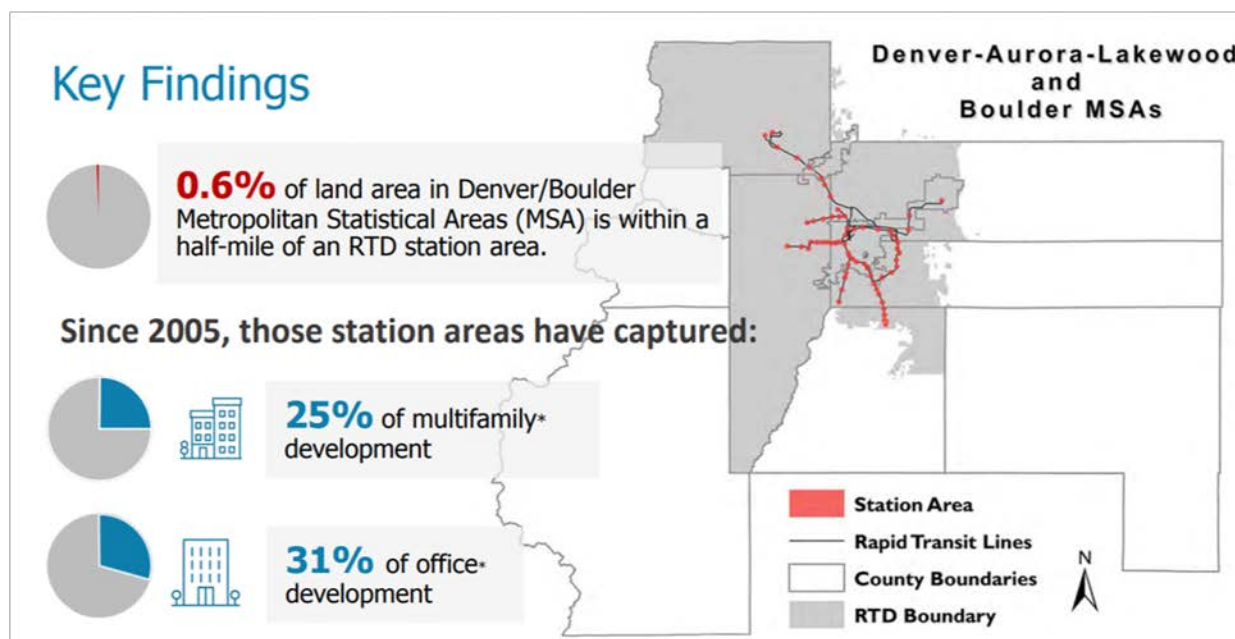 Key Findings
Denver-Aurora-Lakewood
and
Boulder MSAs
0.6% of land area in Denver/Boulder
Metropolitan Statistical Areas (MSA) is within a
half-mile of an RTD station area.
Since 2005, those station areas have captured:
25% of multifamily*
development
31% of office*
development
Station Area
Rapid Transit Lines
County Boundaries
RTD Boundary
N